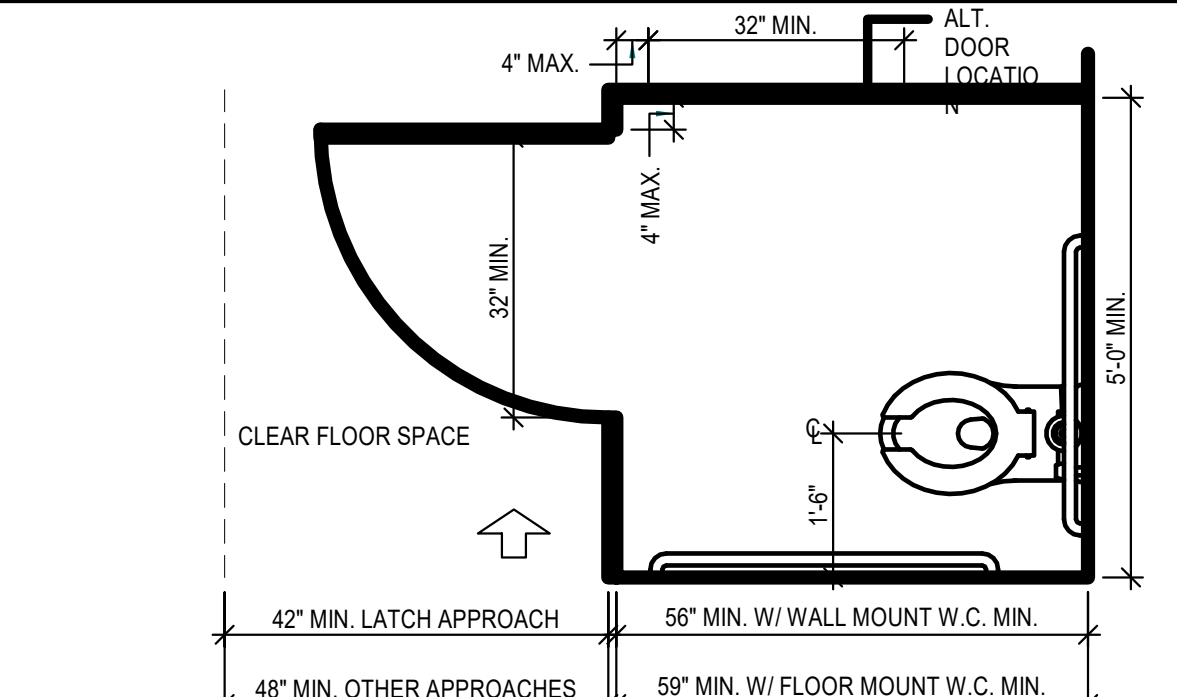 32" MIN.
ALT.
DOOR
LOCATIO
N
4" MAX.
4" MAX.
32" MIN.
5'-0" MIN.
CLEAR FLOOR SPACE
CL
1'-6"
42" MIN. LATCH APPROACH
56" MIN. W/ WALL MOUNT W.C. MIN.
48" MIN. OTHER APPROACHES
59" MIN. W/ FLOOR MOUNT W.C. MIN.